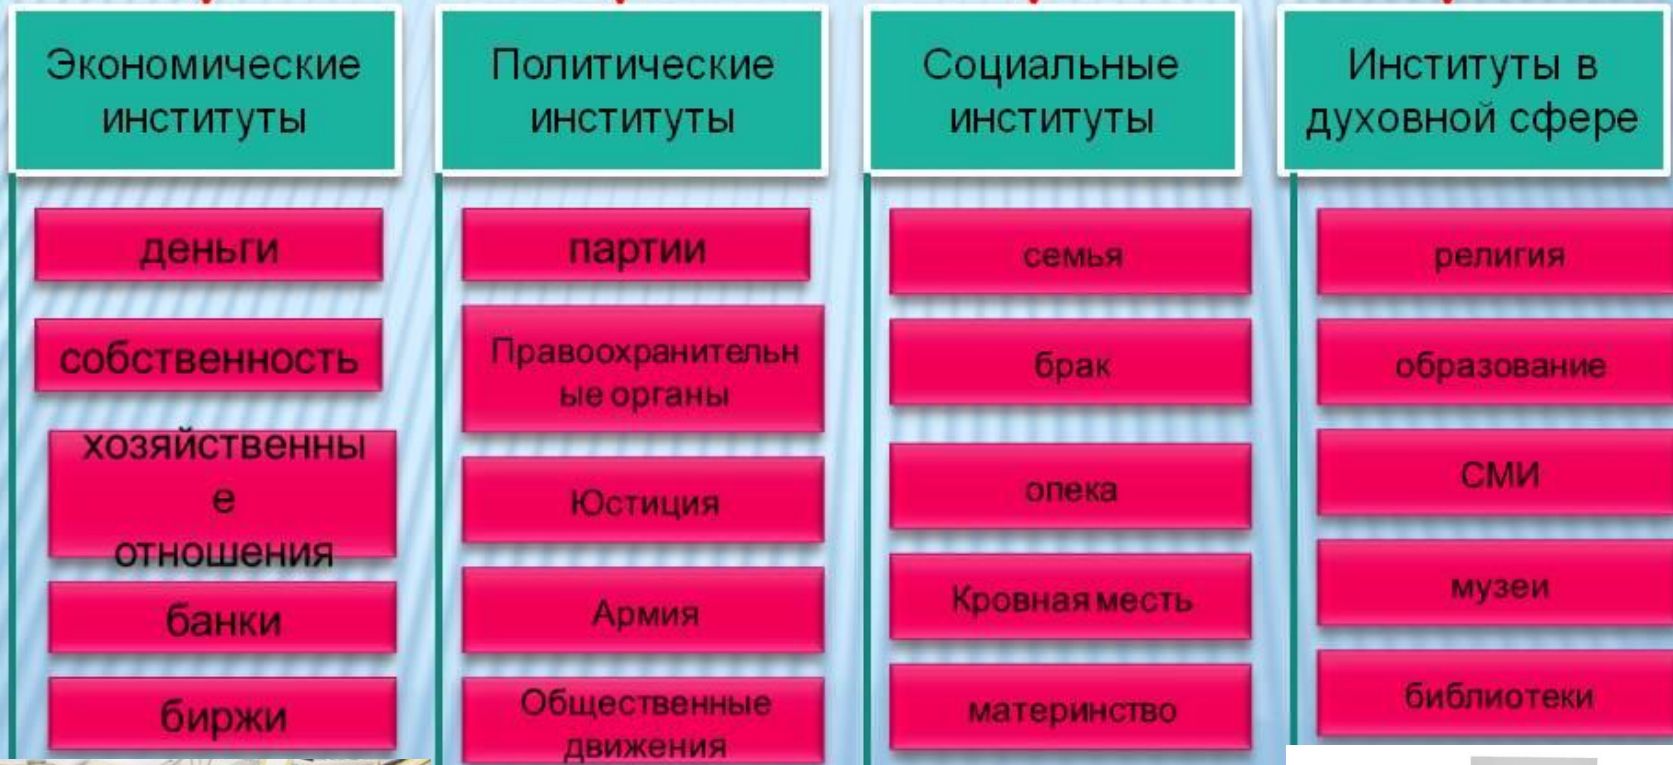 Экономические
институты
деньги
собственность
хозяйственны
е
отношения
банки
биржи
Политические
институты
партии
Правоохранительн
ые органы
Юстиция
Армия
Общественные
движения
Социальные
институты
семья
брак
опека
Кровная месть
материнство
Институты в
духовной сфере
религия
образование
СМИ
музеи
библиотеки